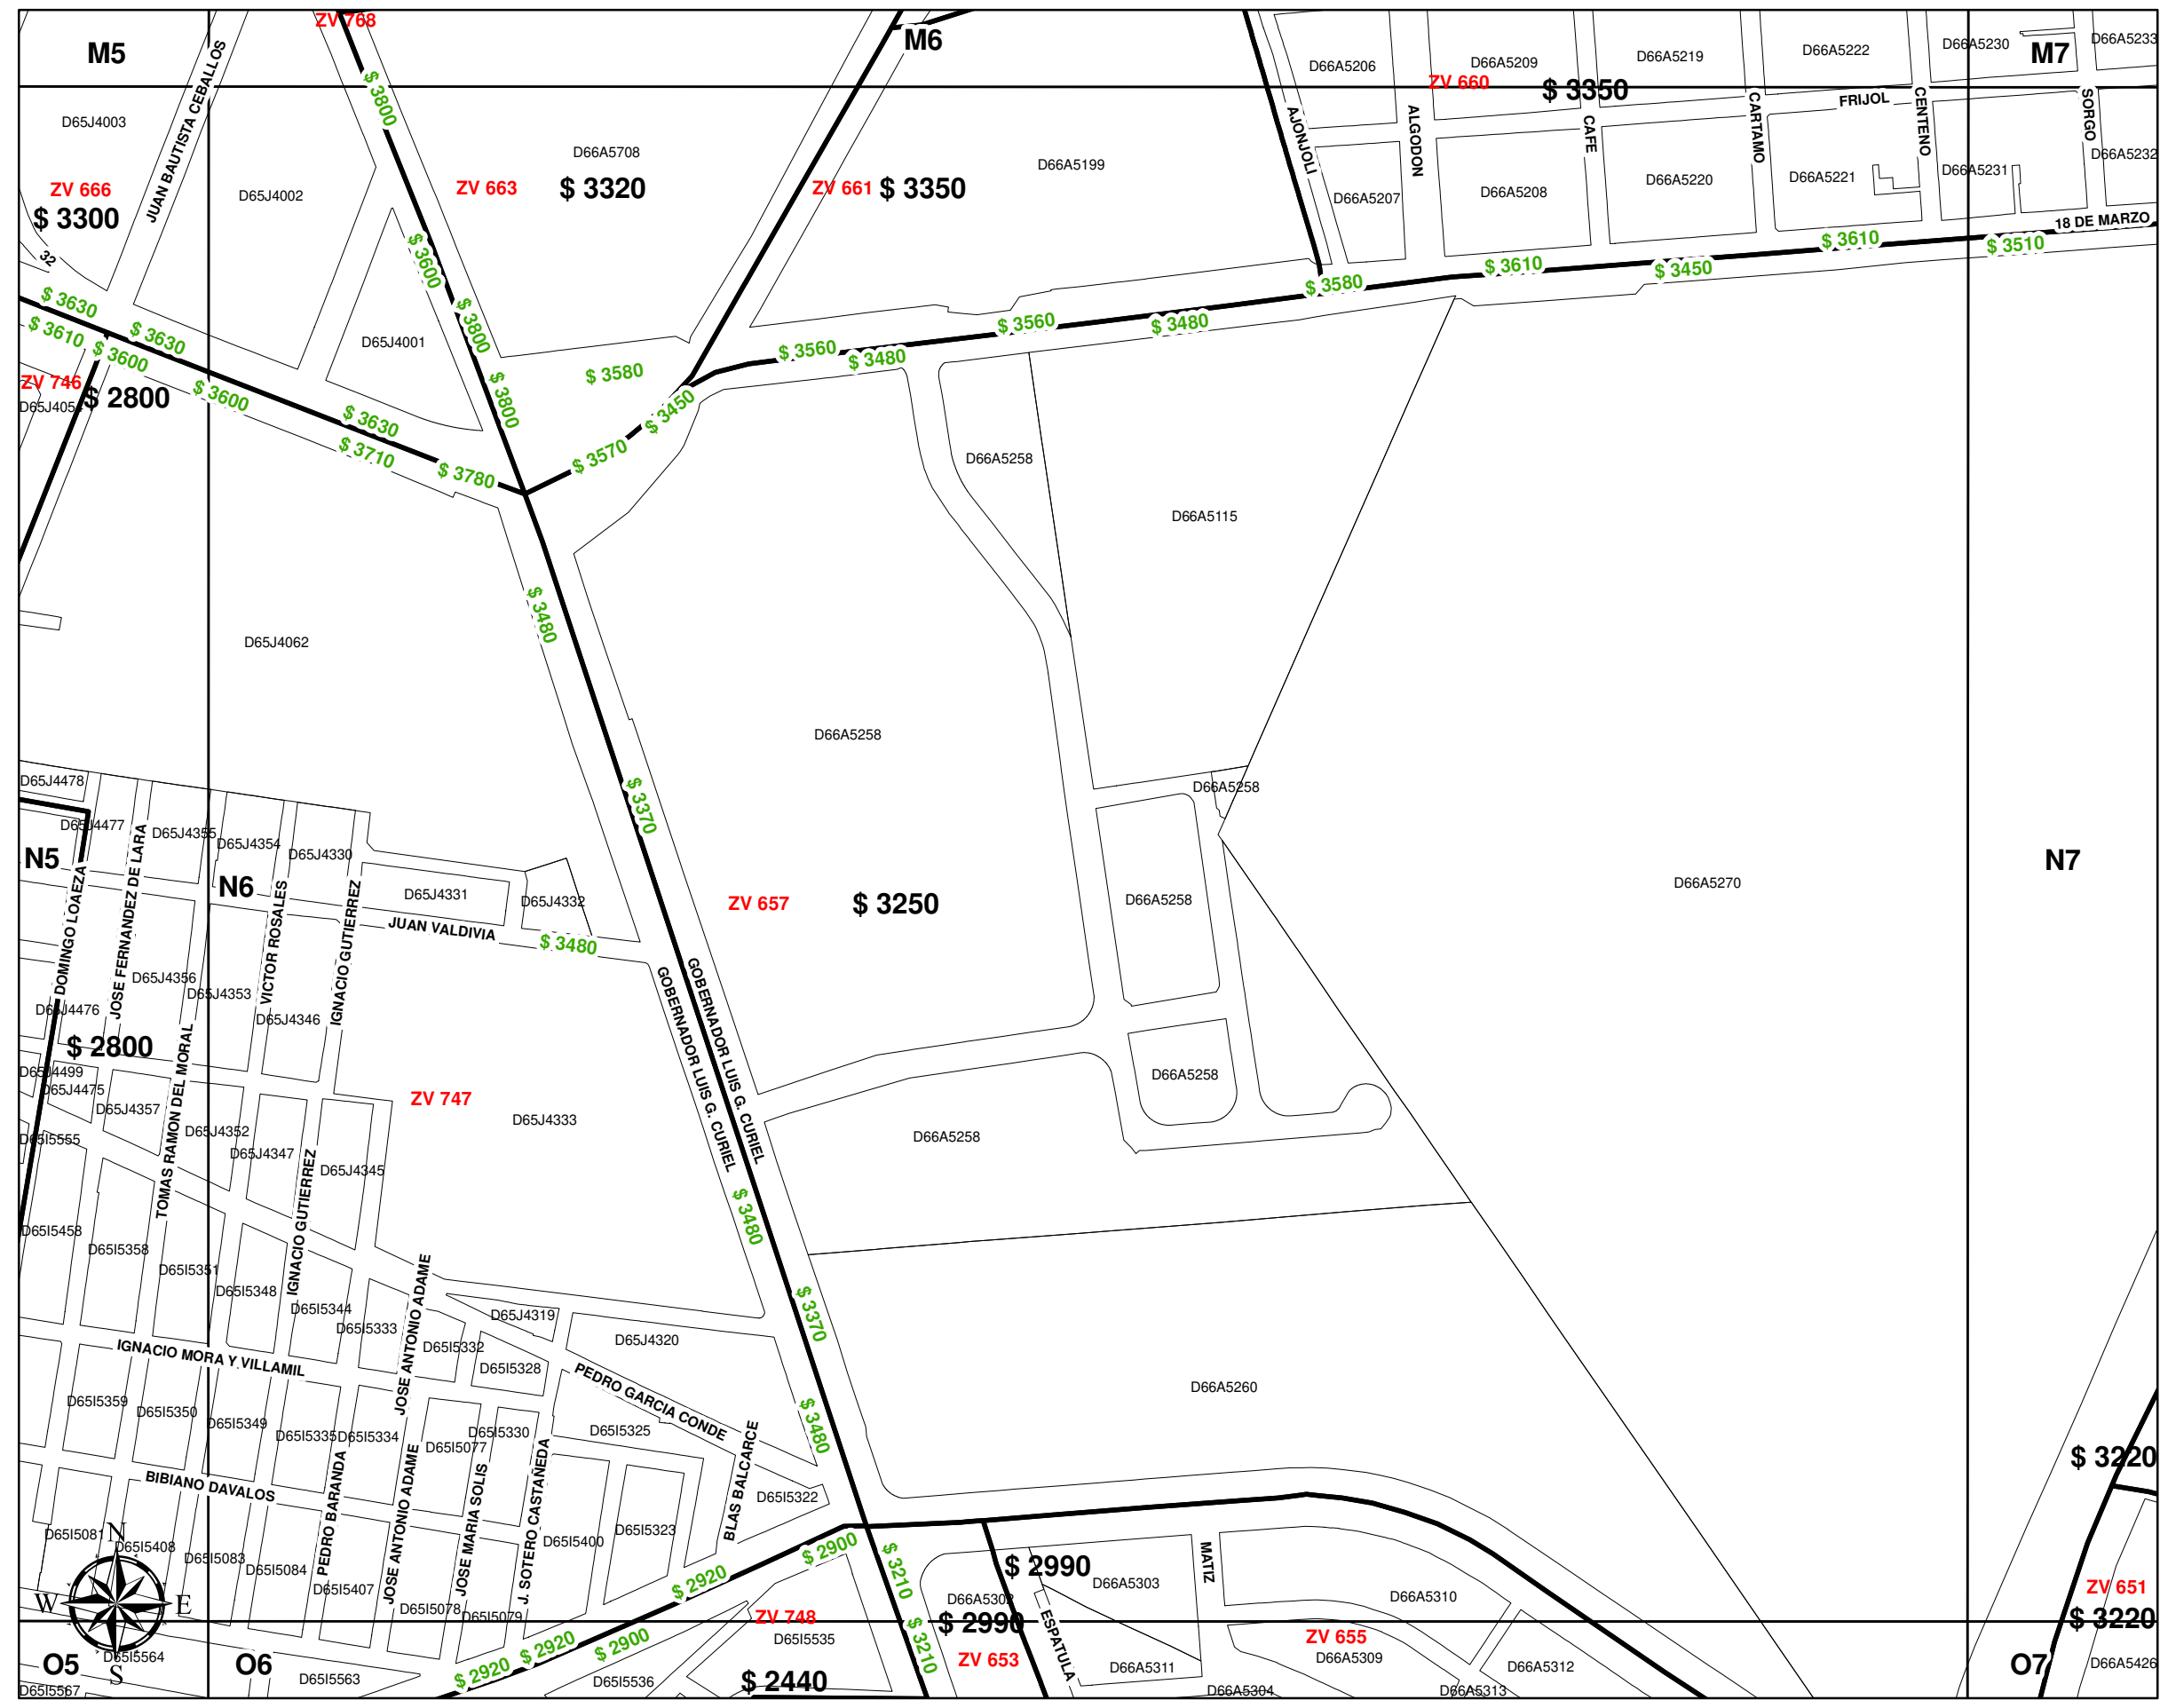 ZV 768
M5
M6
M7
JUAN BAUTISTA CEBALLOS
$ 3800
D66A5206
D66A5209
D66A5219
D66A5222
D66A5230
D66A5233
ZV 660
$ 3350
D65J4003
D65J4002
D66A5708
D66A5199
AJONJOLI
ALGODON
CAFE
CARTAMO
FRIJOL
CENTENO
SORGO
D66A5232
ZV 666
$ 3300
32
ZV 663
$ 3320
ZV 661
$ 3350
D66A5207
D66A5208
D66A5220
D66A5221
D66A5231
18 DE MARZO
$ 3600
$ 3610
$ 3510
$ 3610
$ 3450
$ 3580
$ 3630
$ 3610
$ 3630
$ 3600
$ 3800
D65J4001
$ 3560
$ 3480
$ 3560
$ 3480
$ 3580
ZV 746
$ 2800
$ 3600
$ 3800
$ 3450
$ 3630
$ 3710
$ 3780
$ 3570
D66A5258
D66A5115
$ 3480
D65J4062
D66A5258
D66A5258
$ 3370
D65J4478
D65J4477
D65J4355
D65J4354
D65J4330
N5
N6
N7
D65J4331
D65J4332
D66A5258
D66A5270
ZV 657
$ 3250
JUAN VALDIVIA
$ 3480
DOMINGO LOAEZA
JOSE FERNANDEZ DE LARA
VICTOR ROSALES
IGNACIO GUTIERREZ
D65J4356
D65J4353
D65J4476
D65J4346
GOBERNADOR LUIS G. CURIEL
GOBERNADOR LUIS G. CURIEL
$ 2800
D65J4499
D65J4475
D65J4357
TOMAS RAMON DEL MORAL
ZV 747
D65J4333
D66A5258
D66A5258
D65J4352
D65J4347
D65I5555
D65J4345
IGNACIO GUTIERREZ
$ 3480
D65I5458
D65I5358
D65I5351
D65I5348
D65I5344
D65I5333
JOSE ANTONIO ADAME
D65J4319
D65J4320
$ 3370
D65I5332
D65I5328
IGNACIO MORA Y VILLAMIL
PEDRO GARCIA CONDE
D66A5260
D65I5359
D65I5350
D65I5349
D65I5335
D65I5334
D65I5077
D65I5330
D65I5325
$ 3480
$ 3220
BIBIANO DAVALOS
PEDRO BARANDA
JOSE ANTONIO ADAME
JOSE MARIA SOLIS
J. SOTERO CASTAÑEDA
BLAS BALCARCE
D65I5322
D65I5081
D65I5408
D65I5083
D65I5084
D65I5407
D65I5078
D65I5079
D65I5400
D65I5323
$ 2900
$ 2920
$ 3210
$ 2990
D66A5303
MATIZ
D66A5310
N
W
E
S
ZV 748
D65I5535
$ 3210
$ 2990
ZV 653
ESPATULA
ZV 655
D66A5309
D66A5312
ZV 651
$ 3220
O5
D65I5564
D65I5567
O6
D65I5563
$ 2920
$ 2920
$ 2900
D65I5536
$ 2440
D66A5311
D66A5304
D66A5313
O7
D66A5426